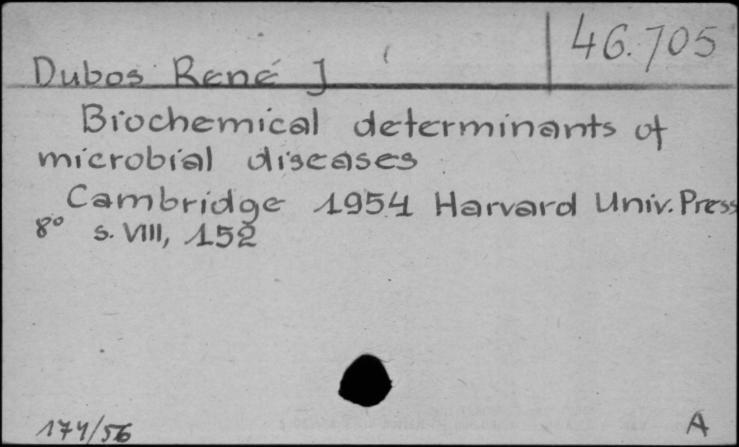 46.705
Dubos René J
Biochemical determinants of
microbial diseases
Cambridge 1954 Harvard Univ. Press
8° s. VIII, 152
174/56
A